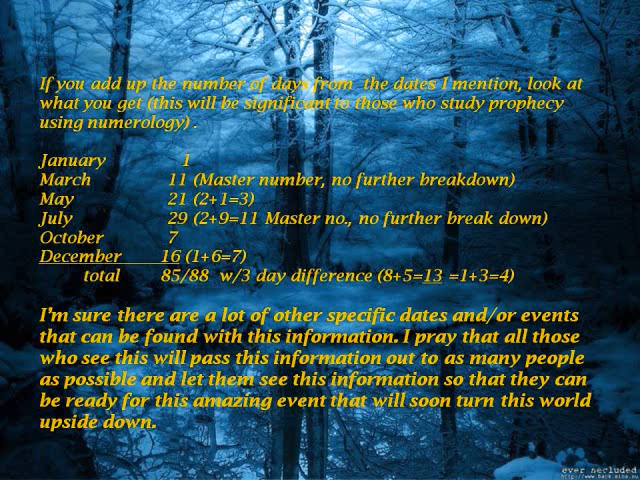 If you add up the number of days from the dates I mention, look at
what you get (this will be significant to those who study prophecy
using numerology) .
January 1
March 11 (Master number, no further breakdown)
May 21 (2+1=3)
July 29 (2+9=11 Master no., no further break down)
October 7
December 16 (1+6=7)
total 85/88 w/3 day difference (8+5=13 =1+3=4)
I'm sure there are a lot of other specific dates and/or events
that can be found with this information. I pray that all those
who see this will pass this information out to as many people
as possible and let them see this information so that they can
be ready for this amazing event that will soon turn this world
upside down.
ever necluded